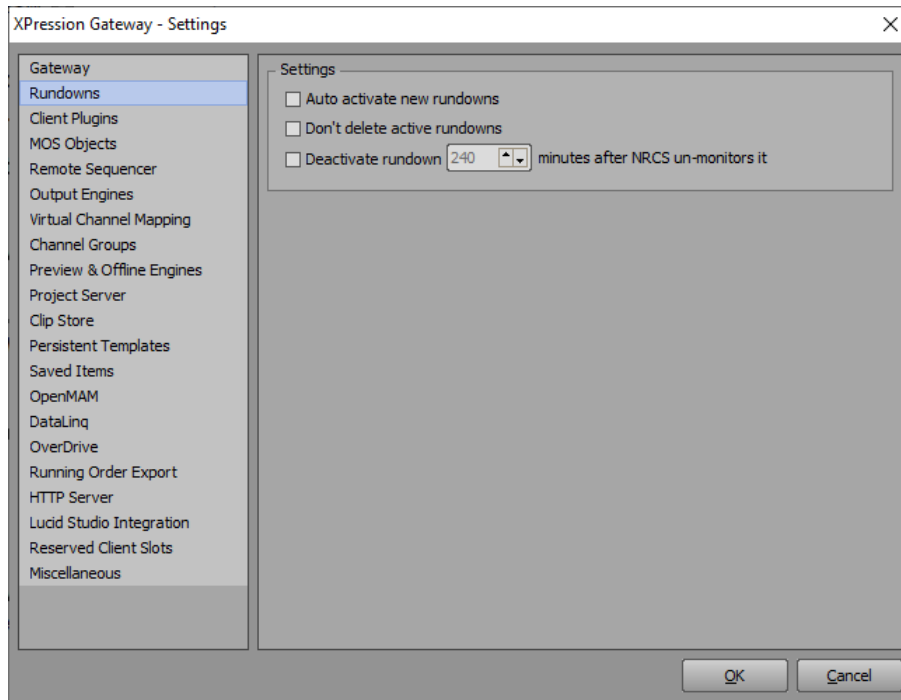 XPression Gateway - Settings
Gateway
Rundowns
Client Plugins
MOS Objects
Remote Sequencer
Output Engines
Virtual Channel Mapping
Channel Groups
Preview & Offline Engines
Project Server
Clip Store
Persistent Templates
Saved Items
OpenMAM
DataLinq
OverDrive
Running Order Export
HTTP Server
Lucid Studio Integration
Reserved Client Slots
Miscellaneous
Settings
Auto activate new rundowns
Don't delete active rundowns
Deactivate rundown 240 minutes after NRCS un-monitors it
OK Cancel